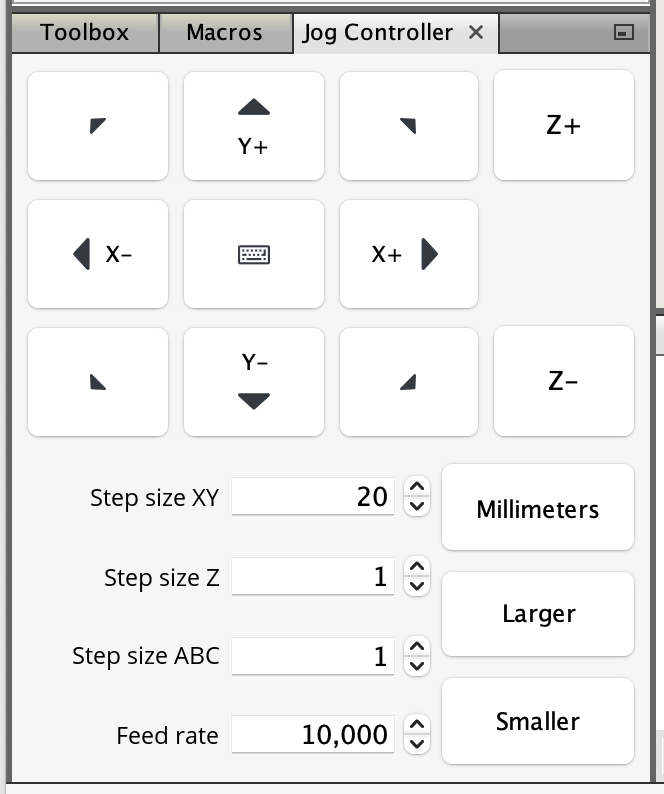 Toolbox
Macros
Jog Controller
Y+
Z+
X-
X+
Y-
Z-
Step size XY
20
Millimeters
Step size Z
1
Larger
Step size ABC
1
Smaller
Feed rate
10,000